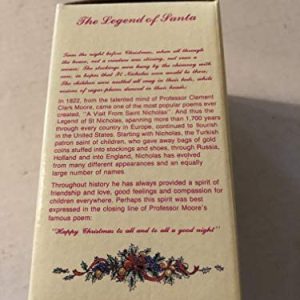 The Legend of Santa
'Twas the night before Christmas, when all through
the house, not a creature was stirring, not even a
mouse; The stockings were hung by the chimney with
care, in hopes that St Nicholas soon would be there;
The children were nestled all snug in their beds, while
visions of sugar plums danced in their heads;
In 1822, from the talented mind of Professor Clement
Clark Moore, came one of the most popular poems ever
created, "A Visit From Saint Nicholas". And thus the
Legend of St Nicholas, spanning more than 1,700 years
through every country in Europe, continued to flourish
in the United States. Starting with Nicholas, the Turkish
patron saint of children, who gave away bags of gold
coins stuffed into stockings and shoes, through Russia,
Holland and into England, Nicholas has evolved from
many different appearances and an equally
large number of names.
Throughout history he has always provided a spirit of
friendship and love, good feelings and compassion for
children everywhere. Perhaps this spirit was best
expressed in the closing line of Professor Moore's
famous poem:
"Happy Christmas to all and to all a good night"